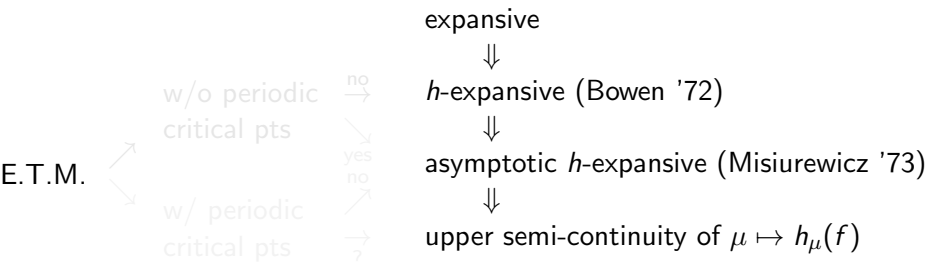 expansive
⇓
no
w/o periodic → h-expansive (Bowen '72)
critical pts ↘ ⇓
yes
E.T.M. ↗ ↘ asymptotic h-expansive (Misiurewicz '73)
no
w/ periodic ↗ ⇓
critical pts → upper semi-continuity of μ ↦ hμ(f)
?